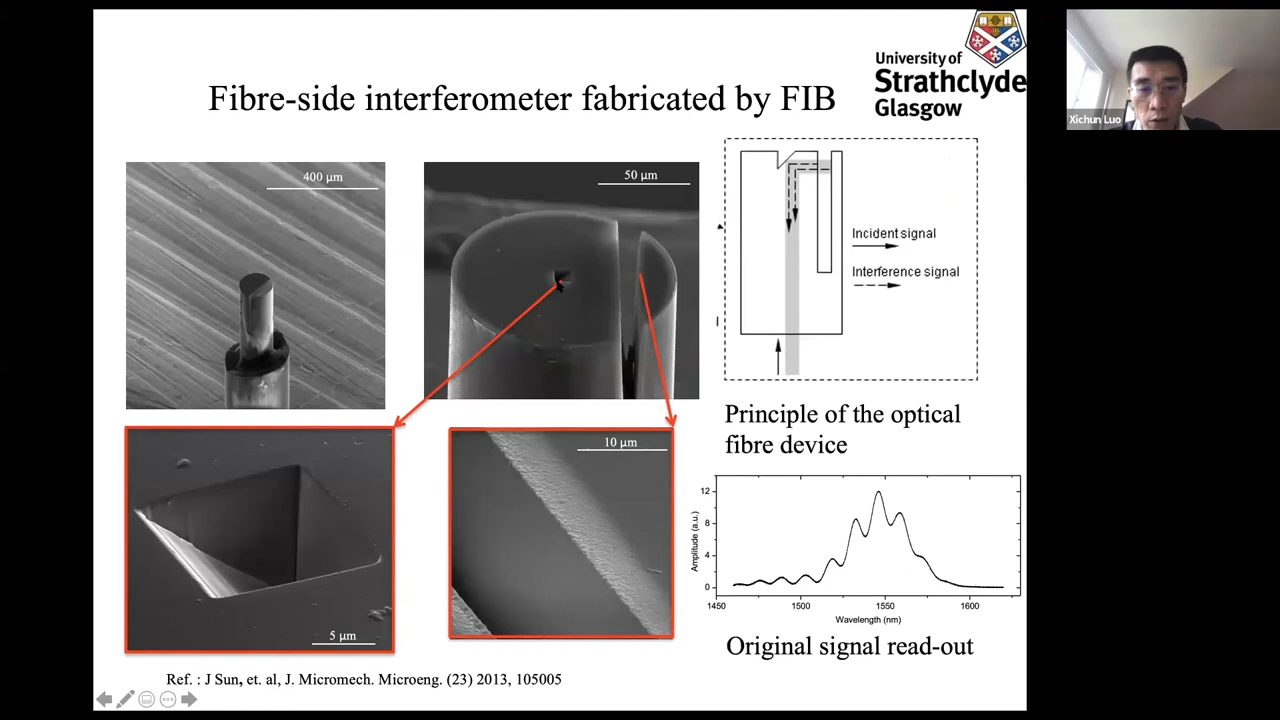 University of
Strathclyde
Glasgow
Fibre-side interferometer fabricated by FIB
Xichun Luo
400 µm
50 µm
Incident signal
Interference signal
Principle of the optical
fibre device
10 µm
5 µm
12
8
4
0
1450
1500
1550
1600
Amplitude (a.u.)
Wavelength (nm)
Original signal read-out
Ref. : J Sun, et. al, J. Micromech. Microeng. (23) 2013, 105005